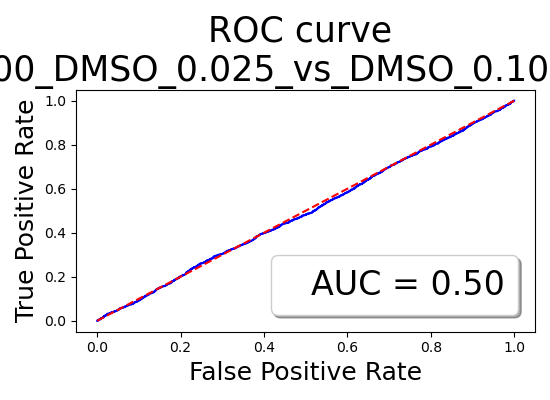 ROC curve
00_DMSO_0.025_vs_DMSO_0.10
True Positive Rate
1.0
0.8
0.6
0.4
0.2
0.0
AUC = 0.50
0.0 0.2 0.4 0.6 0.8 1.0
False Positive Rate